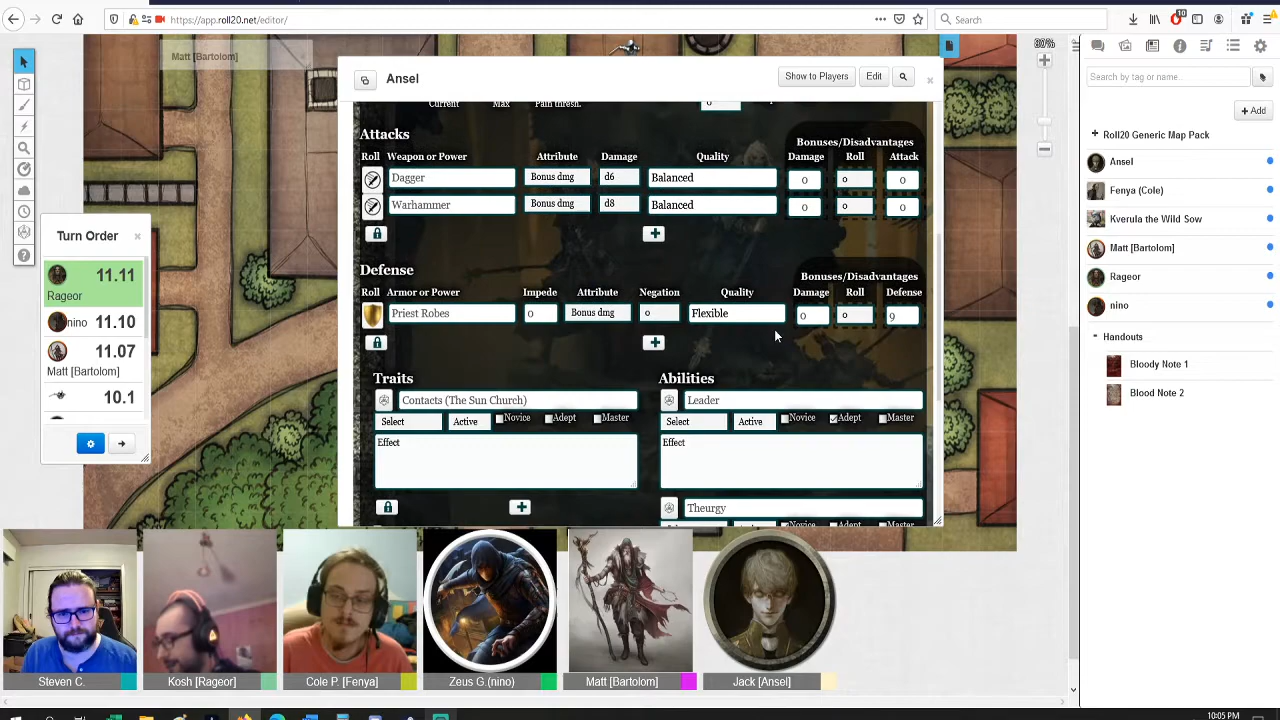 https://app.roll20.net/editor/
Search
10
Matt [Bartolom]
80%
Search by tag or name...
+ Add
Roll20 Generic Map Pack
Ansel
Fenya (Cole)
Kverula the Wild Sow
Matt [Bartolom]
Rageor
nino
Handouts
Bloody Note 1
Blood Note 2
Turn Order
11.11
Rageor
nino
11.10
11.07
Matt [Bartolom]
10.1
Ansel
Show to Players
Edit
Current Max Pain thresh.
0
Attacks
Bonuses/Disadvantages
Roll Weapon or Power Attribute Damage Quality Damage Roll Attack
Dagger Bonus dmg d6 Balanced 0 0 0
Warhammer Bonus dmg d8 Balanced 0 0 0
Defense
Bonuses/Disadvantages
Roll Armor or Power Impede Attribute Negation Quality Damage Roll Defense
Priest Robes 0 Bonus dmg 0 Flexible 0 0 9
Traits
Contacts (The Sun Church)
Select Active Novice Adept Master
Effect
Abilities
Leader
Select Active Novice Adept Master
Effect
Theurgy
Novice Adept Master
Steven C.
Kosh [Rageor]
Cole P. [Fenya]
Zeus G.(nino)
Matt [Bartolom]
Jack [Ansel]
10:05 PM